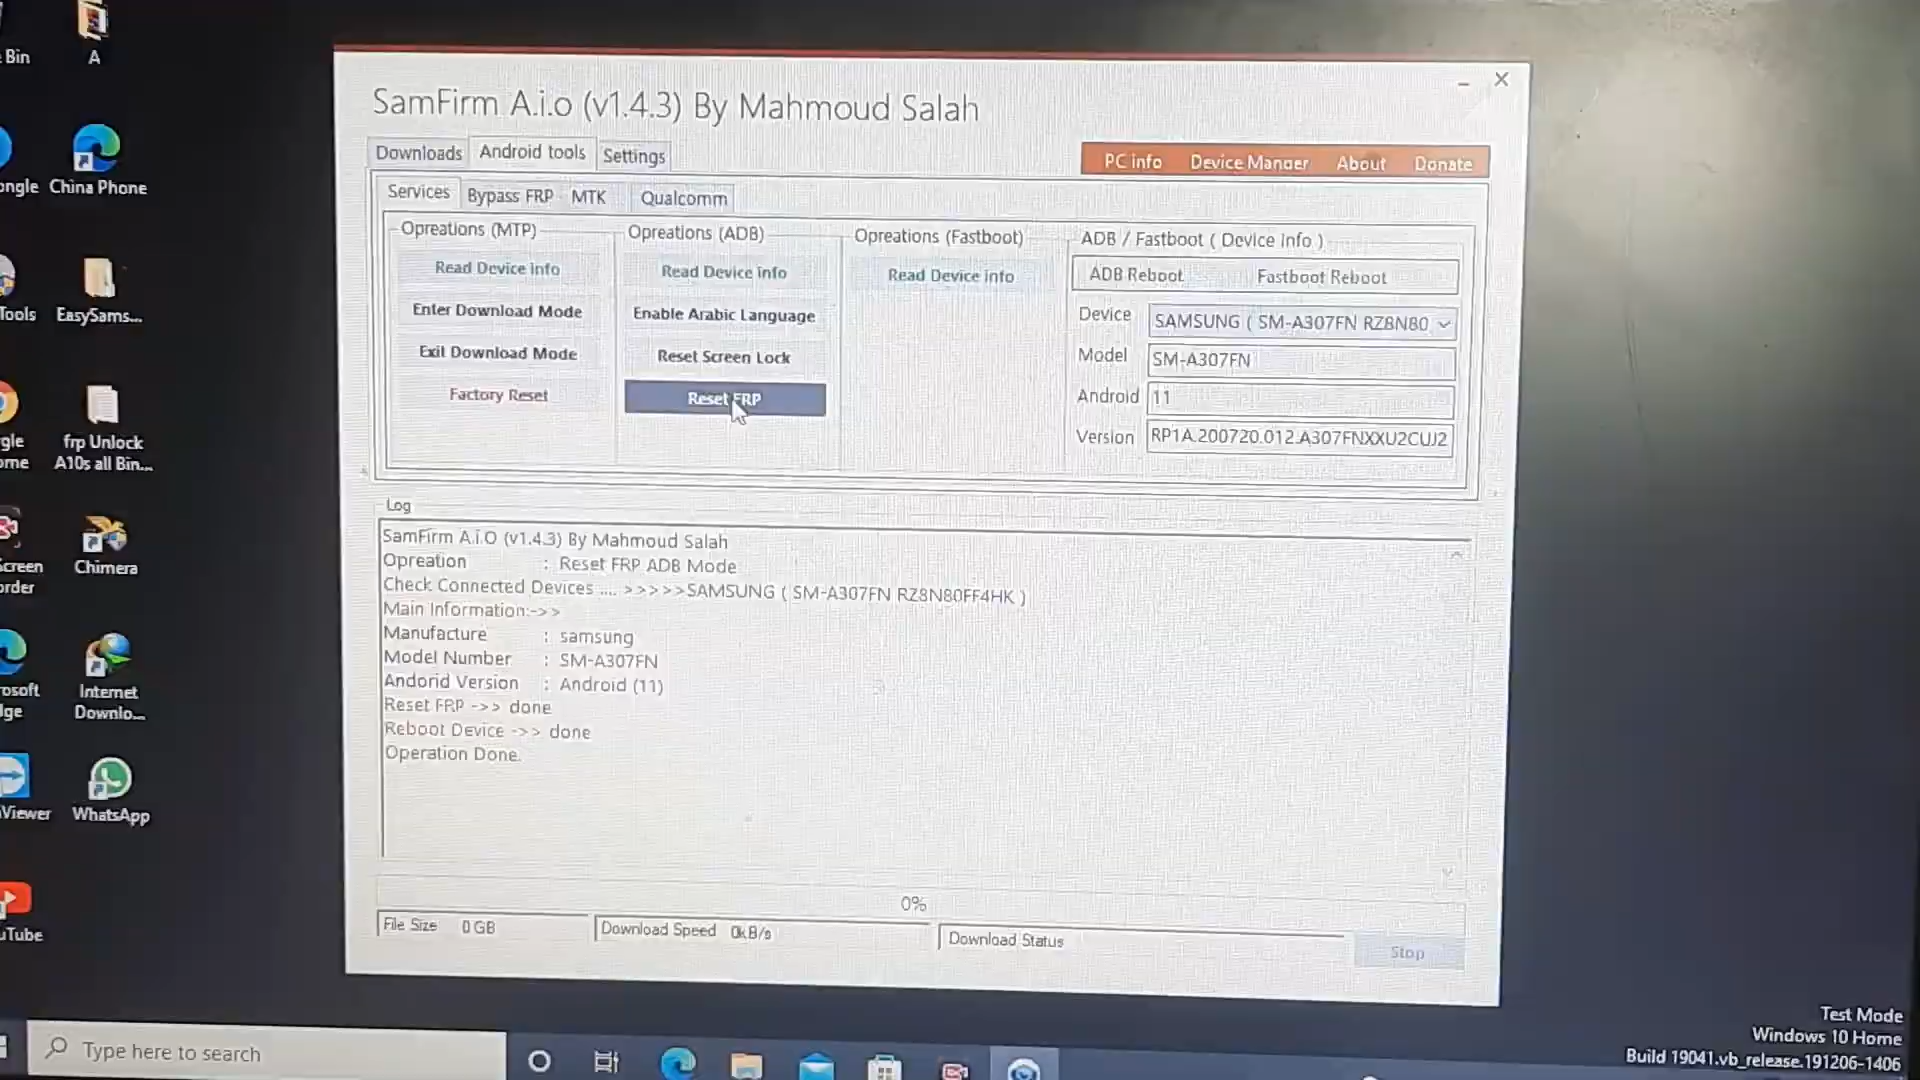 Bin
A
ongle
China Phone
Tools
EasySams...
gle
ome
frp Unlock
A10s all Bin...
Screen
order
Chimera
osoft
lge
Internet
Downlo...
Viewer
WhatsApp
uTube
SamFirm A.i.o (v1.4.3) By Mahmoud Salah
Downloads
Android tools
Settings
PC info
Device Manger
About
Donate
Services
Bypass FRP
MTK
Qualcomm
Opreations (MTP)
Opreations (ADB)
Opreations (Fastboot)
ADB / Fastboot ( Device Info )
Read Device info
Read Device info
Read Device info
ADB Reboot
Fastboot Reboot
Enter Download Mode
Enable Arabic Language
Device
SAMSUNG ( SM-A307FN RZ8N80
Exit Download Mode
Reset Screen Lock
Model
SM-A307FN
Factory Reset
Reset FRP
Android
11
Version
RP1A.200720.012.A307FNXXU2CUJ2
Log
SamFirm A.i.O (v1.4.3) By Mahmoud Salah
Opreation : Reset FRP ADB Mode
Check Connected Devices .... >>>>>SAMSUNG ( SM-A307FN RZ8N80FF4HK )
Main Information:->>
Manufacture : samsung
Model Number : SM-A307FN
Andorid Version : Android (11)
Reset FRP ->> done
Reboot Device ->> done
Operation Done.
0%
File Size 0 GB
Download Speed 0kB/s
Download Status
Stop
Test Mode
Windows 10 Home
Build 19041.vb_release.191206-1406
Type here to search